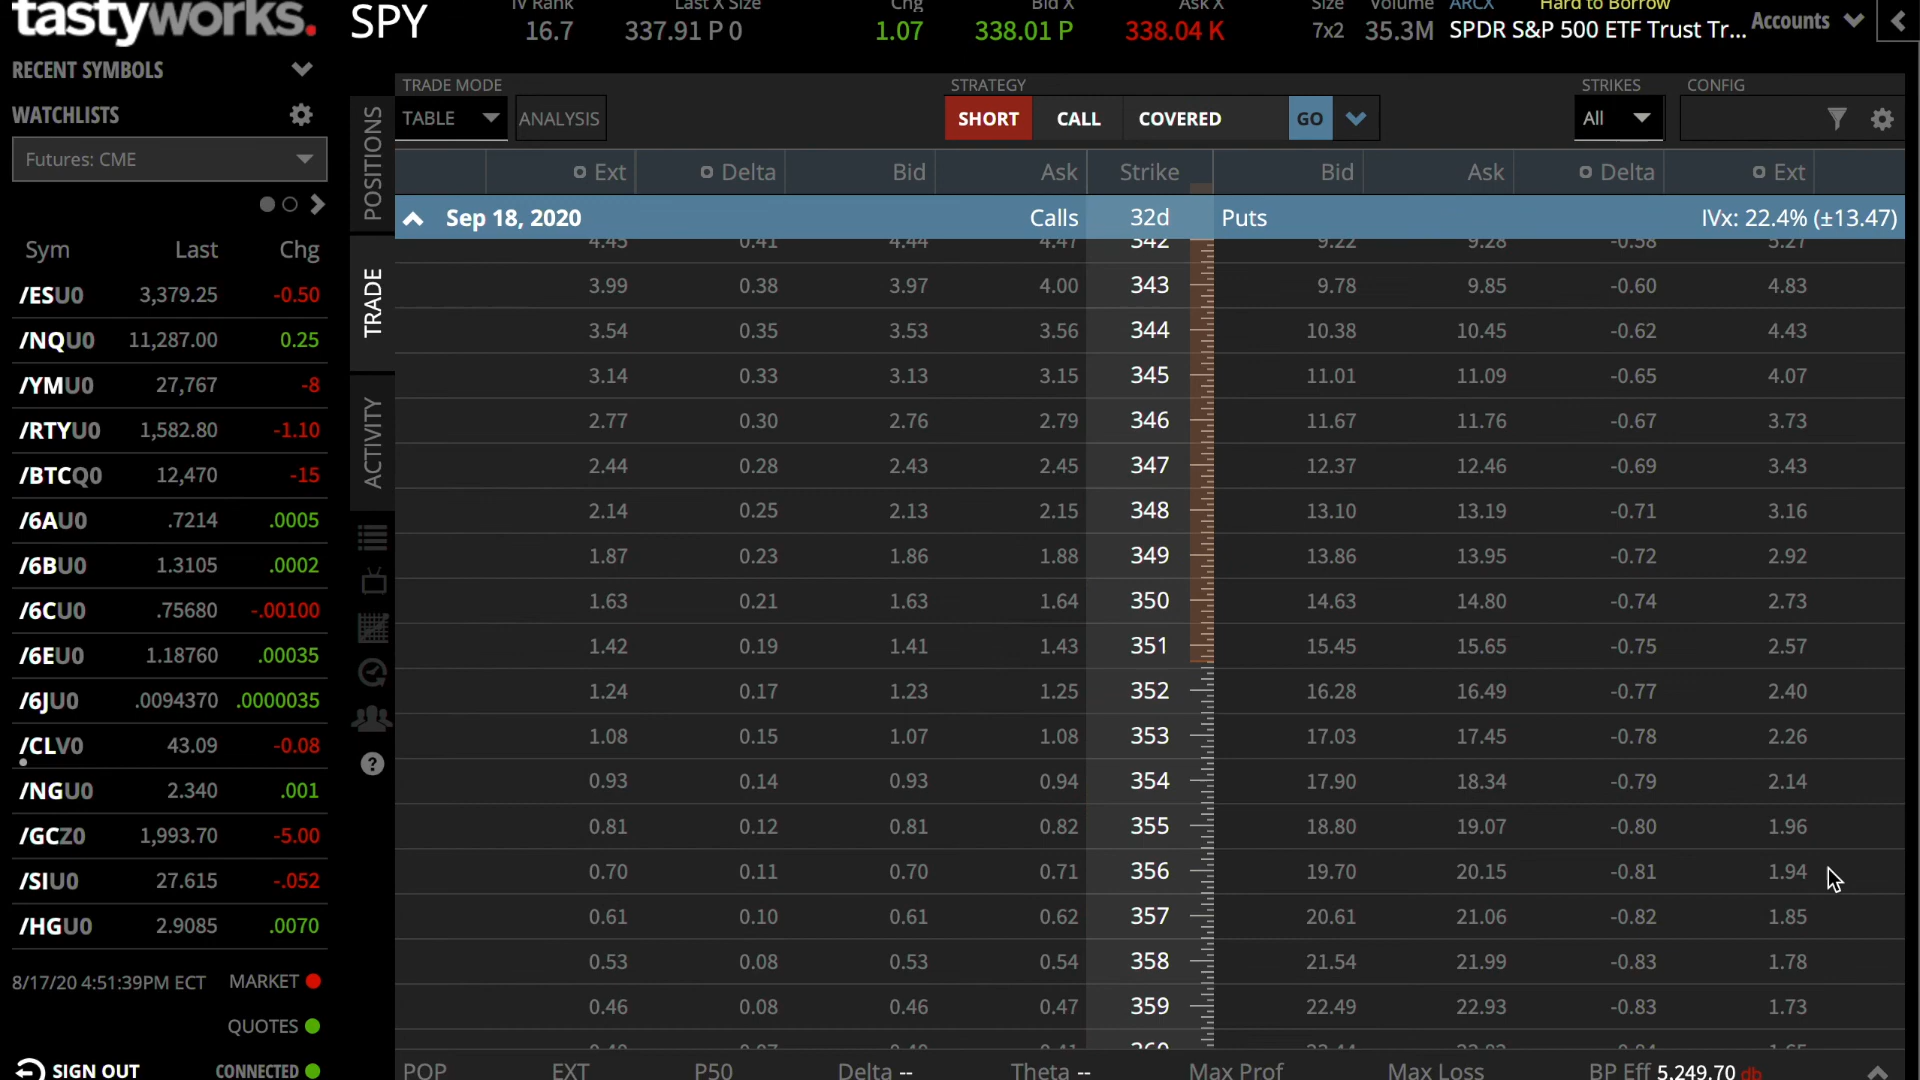 tastyworks.
SPY
IV Rank Last X Size Chg Bid X Ask X Size Volume ARCX Hard to Borrow
16.7 337.91 P 0 1.07 338.01 P 338.04 K 7x2 35.3M SPDR S&P 500 ETF Trust Tr... Accounts
RECENT SYMBOLS
WATCHLISTS
Futures: CME
Sym Last Chg
/ESU0 3,379.25 -0.50
/NQU0 11,287.00 0.25
/YMU0 27,767 -8
/RTYU0 1,582.80 -1.10
/BTCQ0 12,470 -15
/6AU0 .7214 .0005
/6BU0 1.3105 .0002
/6CU0 .75680 -.00100
/6EU0 1.18760 .00035
/6JU0 .0094370 .0000035
/CLV0 43.09 -0.08
/NGU0 2.340 .001
/GCZ0 1,993.70 -5.00
/SIU0 27.615 -.052
/HGU0 2.9085 .0070
8/17/20 4:51:39PM ECT MARKET
QUOTES
SIGN OUT CONNECTED
POSITIONS
TRADE
ACTIVITY
TRADE MODE STRATEGY STRIKES CONFIG
TABLE ANALYSIS SHORT CALL COVERED GO All
Ext Delta Bid Ask Strike Bid Ask Delta Ext
Sep 18, 2020 Calls 32d Puts IVx: 22.4% (±13.47)
4.45 0.41 4.44 4.47 342 9.22 9.28 -0.58 5.27
3.99 0.38 3.97 4.00 343 9.78 9.85 -0.60 4.83
3.54 0.35 3.53 3.56 344 10.38 10.45 -0.62 4.43
3.14 0.33 3.13 3.15 345 11.01 11.09 -0.65 4.07
2.77 0.30 2.76 2.79 346 11.67 11.76 -0.67 3.73
2.44 0.28 2.43 2.45 347 12.37 12.46 -0.69 3.43
2.14 0.25 2.13 2.15 348 13.10 13.19 -0.71 3.16
1.87 0.23 1.86 1.88 349 13.86 13.95 -0.72 2.92
1.63 0.21 1.63 1.64 350 14.63 14.80 -0.74 2.73
1.42 0.19 1.41 1.43 351 15.45 15.65 -0.75 2.57
1.24 0.17 1.23 1.25 352 16.28 16.49 -0.77 2.40
1.08 0.15 1.07 1.08 353 17.03 17.45 -0.78 2.26
0.93 0.14 0.93 0.94 354 17.90 18.34 -0.79 2.14
0.81 0.12 0.81 0.82 355 18.80 19.07 -0.80 1.96
0.70 0.11 0.70 0.71 356 19.70 20.15 -0.81 1.94
0.61 0.10 0.61 0.62 357 20.61 21.06 -0.82 1.85
0.53 0.08 0.53 0.54 358 21.54 21.99 -0.83 1.78
0.46 0.08 0.46 0.47 359 22.49 22.93 -0.83 1.73
360
POP EXT P50 Delta -- Theta -- Max Prof Max Loss BP Eff 5,249.70 db